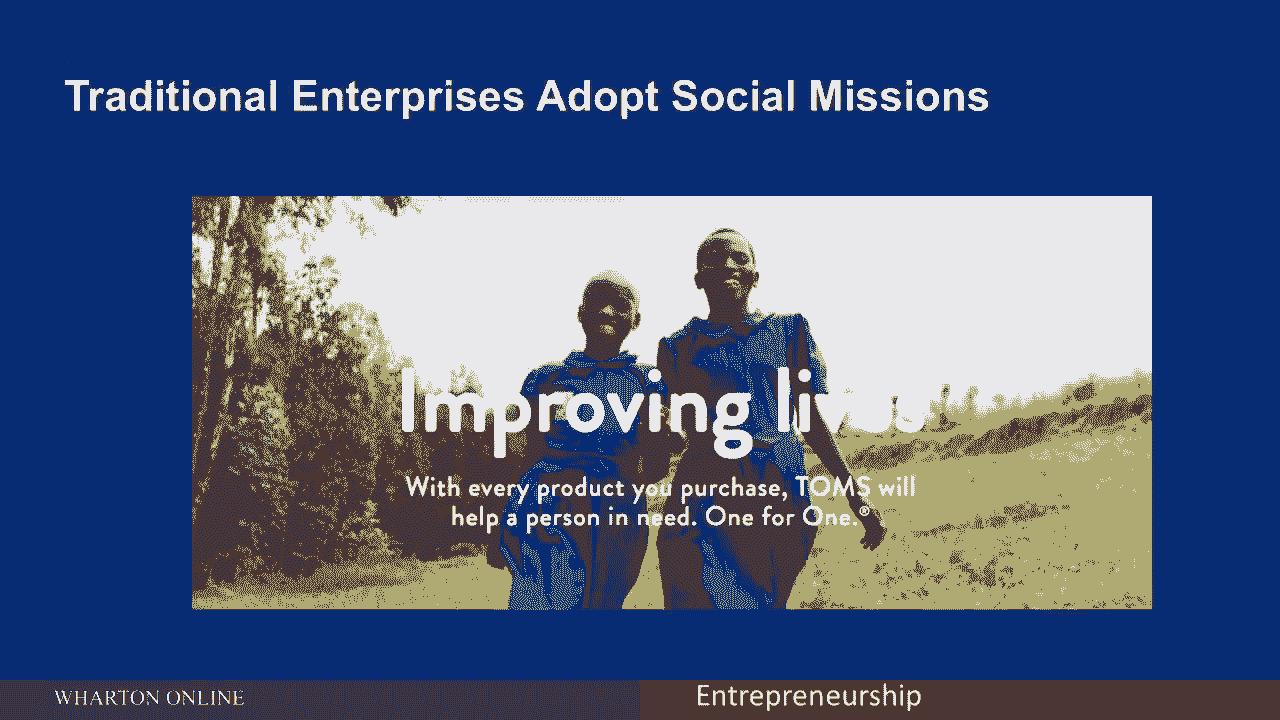 Traditional Enterprises Adopt Social Missions
Improving lives
With every product you purchase, TOMS will
help a person in need. One for One.®
WHARTON ONLINE
Entrepreneurship